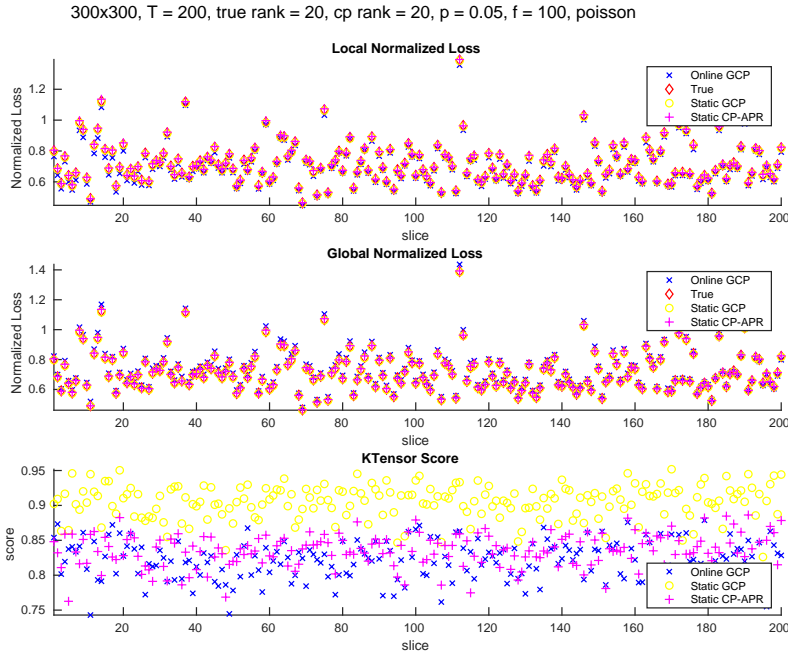 300x300, T = 200, true rank = 20, cp rank = 20, p = 0.05, f = 100, poisson
Local Normalized Loss
Normalized Loss
1.2
1
0.8
0.6
20 40 60 80 100 120 140 160 180 200
slice
Online GCP
True
Static GCP
Static CP-APR
Global Normalized Loss
Normalized Loss
1.4
1.2
1
0.8
0.6
20 40 60 80 100 120 140 160 180 200
slice
Online GCP
True
Static GCP
Static CP-APR
KTensor Score
score
0.95
0.9
0.85
0.8
0.75
20 40 60 80 100 120 140 160 180 200
slice
Online GCP
Static GCP
Static CP-APR